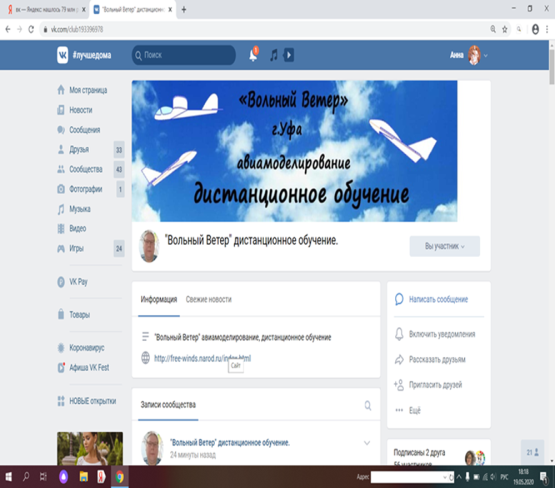 вк — Яндекс нашлось 79 млн р
"Вольный Ветер" дистанционн
vk.com/club193396978
#лучшедома
Поиск
Анна
Моя страница
Новости
Сообщения
Друзья 33
Сообщества 43
Фотографии 1
Музыка
Видео
Игры 24
VK Pay
Товары
Коронавирус
Афиша VK Fest
НОВЫЕ открытки
«Вольный Ветер»
г.Уфа
авиамоделирование
дистанционное обучение
"Вольный Ветер" дистанционное обучение.
Вы участник
Информация
Свежие новости
"Вольный Ветер" авиамоделирование, дистанционное обучение
http://free-winds.narod.ru/index.html
Сайт
Записи сообщества
"Вольный Ветер" дистанционное обучение.
24 минуты назад
Написать сообщение
Включить уведомления
Рассказать друзьям
Пригласить друзей
Ещё
Подписаны 2 друга
56 участников
21
Адрес
РУС
18:18
19.05.2020